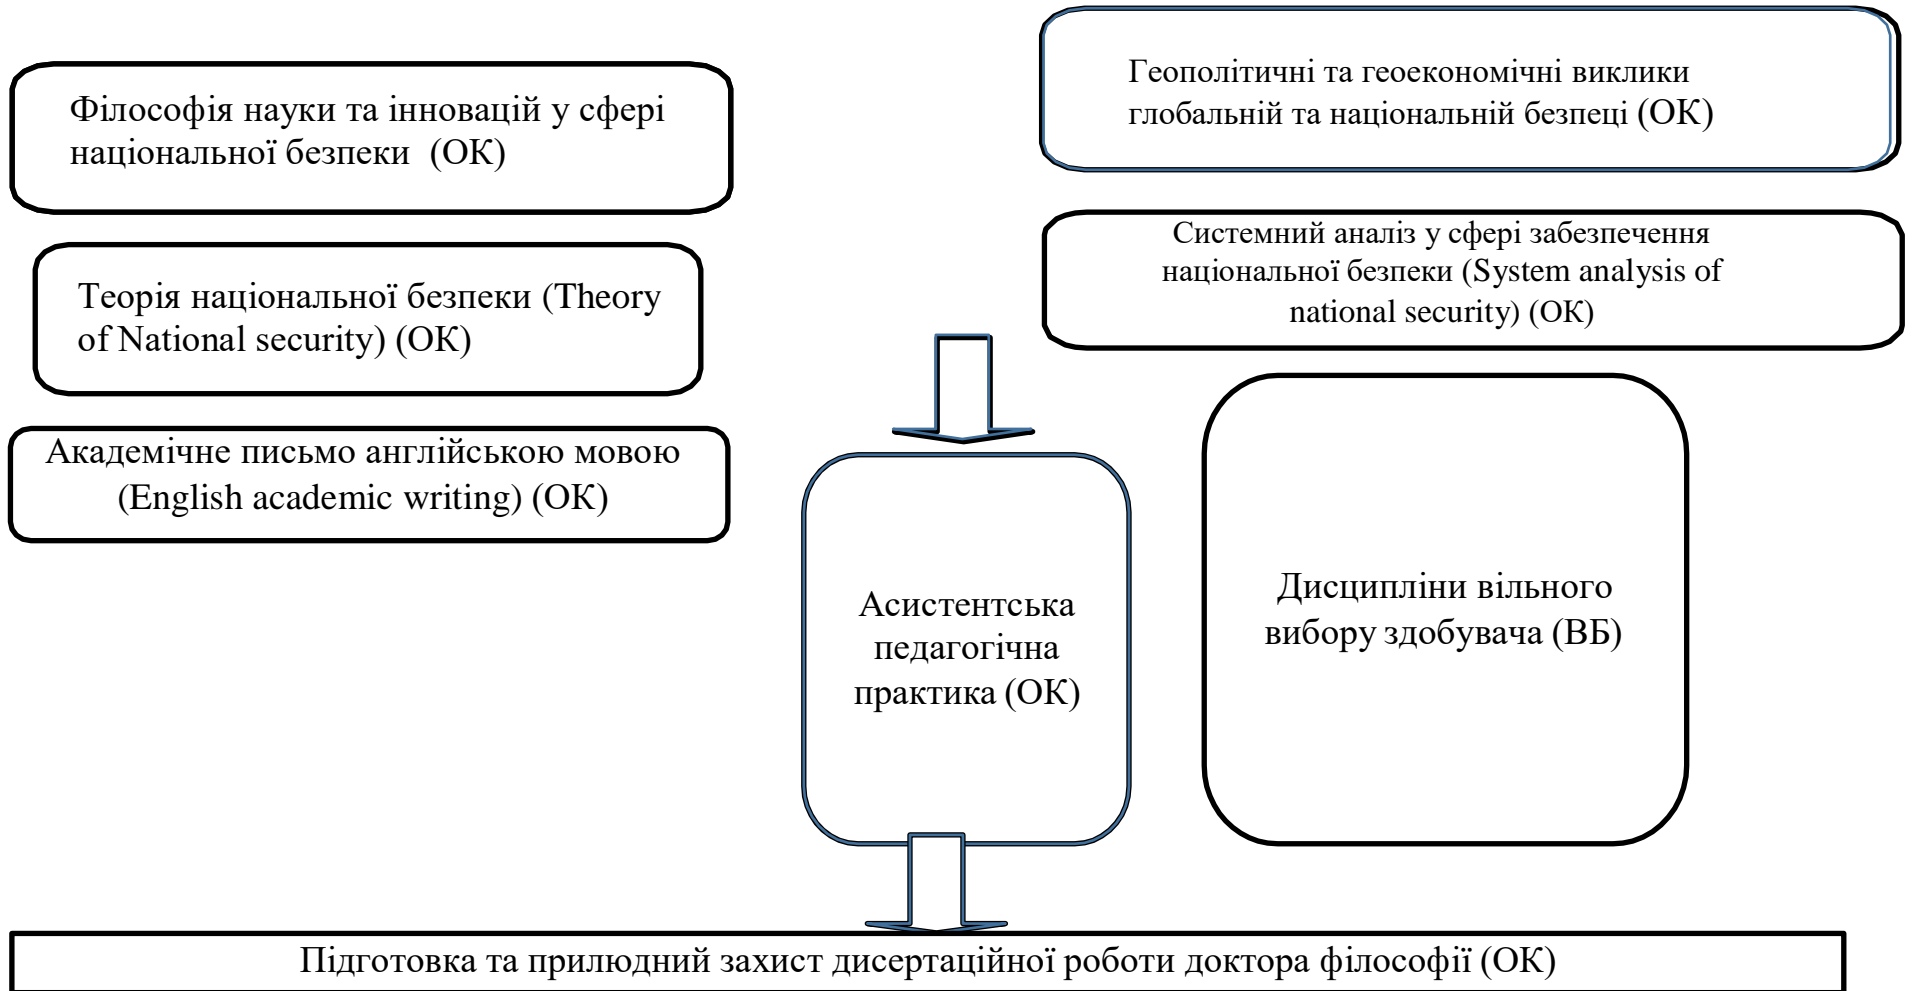 Філософія науки та інновацій у сфері
національної безпеки (ОК)
Теорія національної безпеки (Theory
of National security) (ОК)
Академічне письмо англійською мовою
(English academic writing) (ОК)
Геополітичні та геоекономічні виклики
глобальній та національній безпеці (ОК)
Системний аналіз у сфері забезпечення
національної безпеки (System analysis of
national security) (ОК)
Асистентська
педагогічна
практика (ОК)
Дисципліни вільного
вибору здобувача (ВБ)
Підготовка та прилюдний захист дисертаційної роботи доктора філософії (ОК)